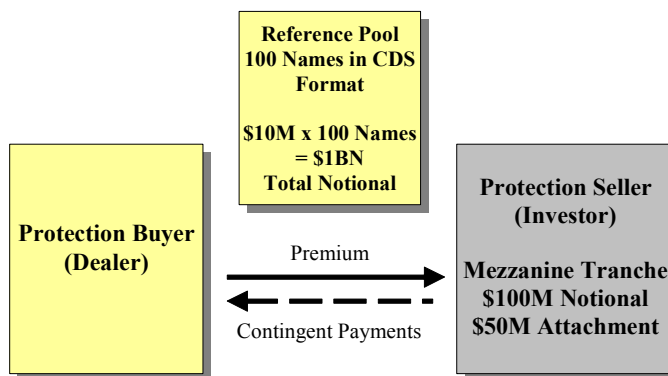 Reference Pool
100 Names in CDS
Format
$10M x 100 Names
= $1BN
Total Notional
Protection Buyer
(Dealer)
Premium
Contingent Payments
Protection Seller
(Investor)
Mezzanine Tranche
$100M Notional
$50M Attachment